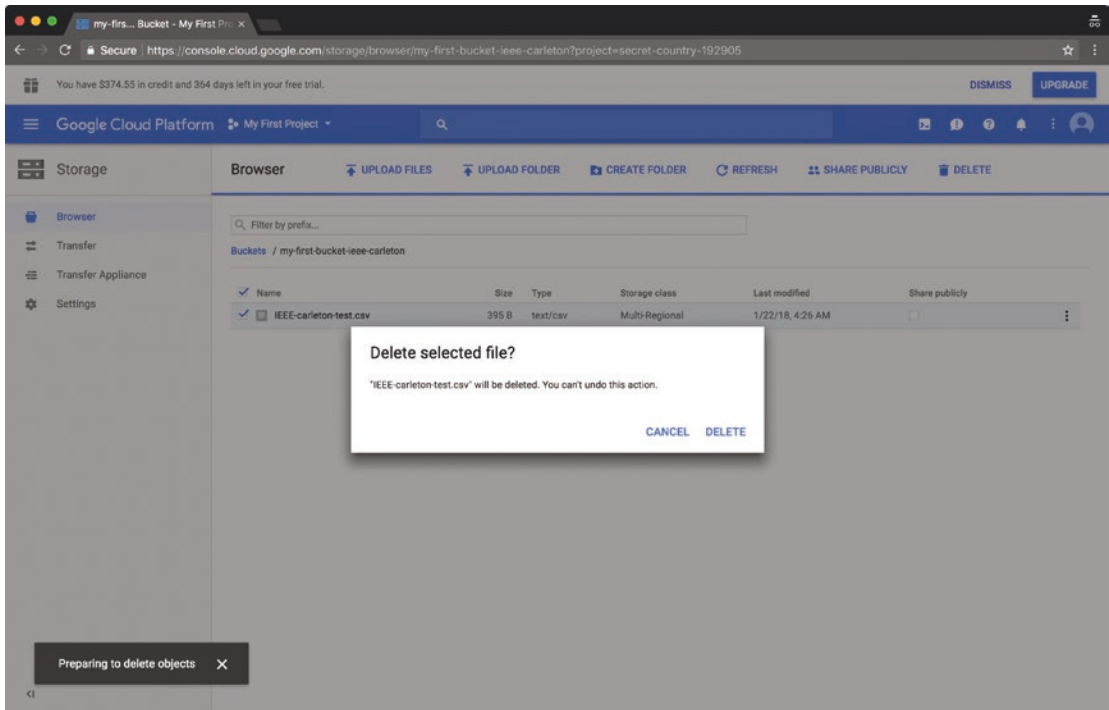 my-firs... Bucket - My First Pro
Secure https://console.cloud.google.com/storage/browser/my-first-bucket-ieee-carleton?project=secret-country-192905
You have $374.55 in credit and 364 days left in your free trial. DISMISS UPGRADE
Google Cloud Platform My First Project
Storage Browser UPLOAD FILES UPLOAD FOLDER CREATE FOLDER REFRESH SHARE PUBLICLY DELETE
Browser
Transfer
Transfer Appliance
Settings
Filter by prefix...
Buckets / my-first-bucket-ieee-carleton
Name Size Type Storage class Last modified Share publicly
IEEE-carleton-test.csv 395 B text/csv Multi-Regional 1/22/18, 4:26 AM
Delete selected file?
"IEEE-carleton-test.csv" will be deleted. You can't undo this action.
CANCEL DELETE
Preparing to delete objects